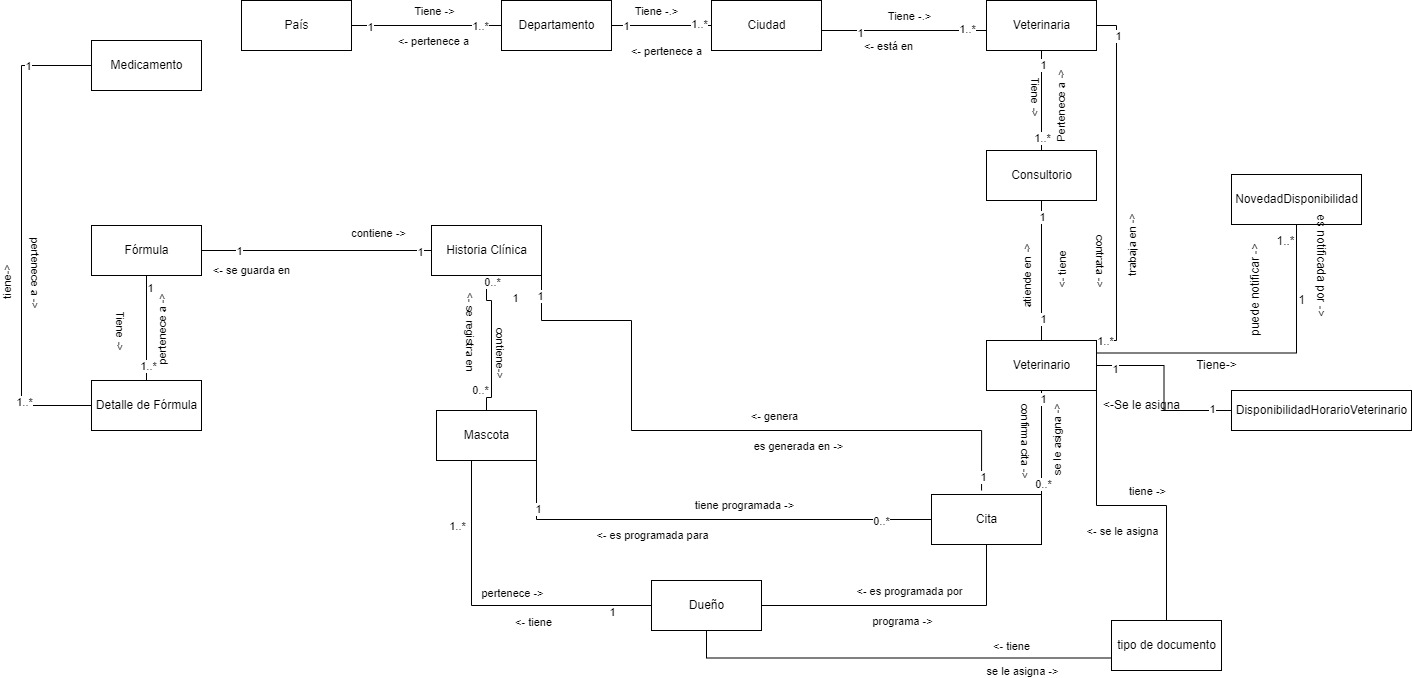 País
1
Tiene ->
<- pertenece a
1..*
Departamento
1
Tiene -.>
<- pertenece a
1..*
Ciudad
1
Tiene -.>
<- está en
1..*
Veterinaria
1
1
Tiene ->
Pertenece a ->
1..*
Consultorio
1
atiende en ->
<- tiene
1
contrata ->
trabaja en ->
1..*
Medicamento
1
tiene->
pertenece a ->
1..*
Fórmula
1
contiene ->
<- se guarda en
1
Historia Clínica
1
Tiene ->
pertenece a ->
1..*
Detalle de Fórmula
0..*
1
1
<- se registra en
contiene->
0..*
Mascota
NovedadDisponibilidad
1..*
es notificada por ->
puede notificar ->
1
Veterinario
Tiene->
1
<-Se le asigna
1
DisponibilidadHorarioVeterinario
1
confirma cita ->
se le asigna ->
0..*
<- genera
es generada en ->
1
tiene ->
<- se le asigna
1
tiene programada ->
<- es programada para
0..*
Cita
1..*
pertenece ->
<- tiene
1
Dueño
<- es programada por
programa ->
<- tiene
se le asigna ->
tipo de documento